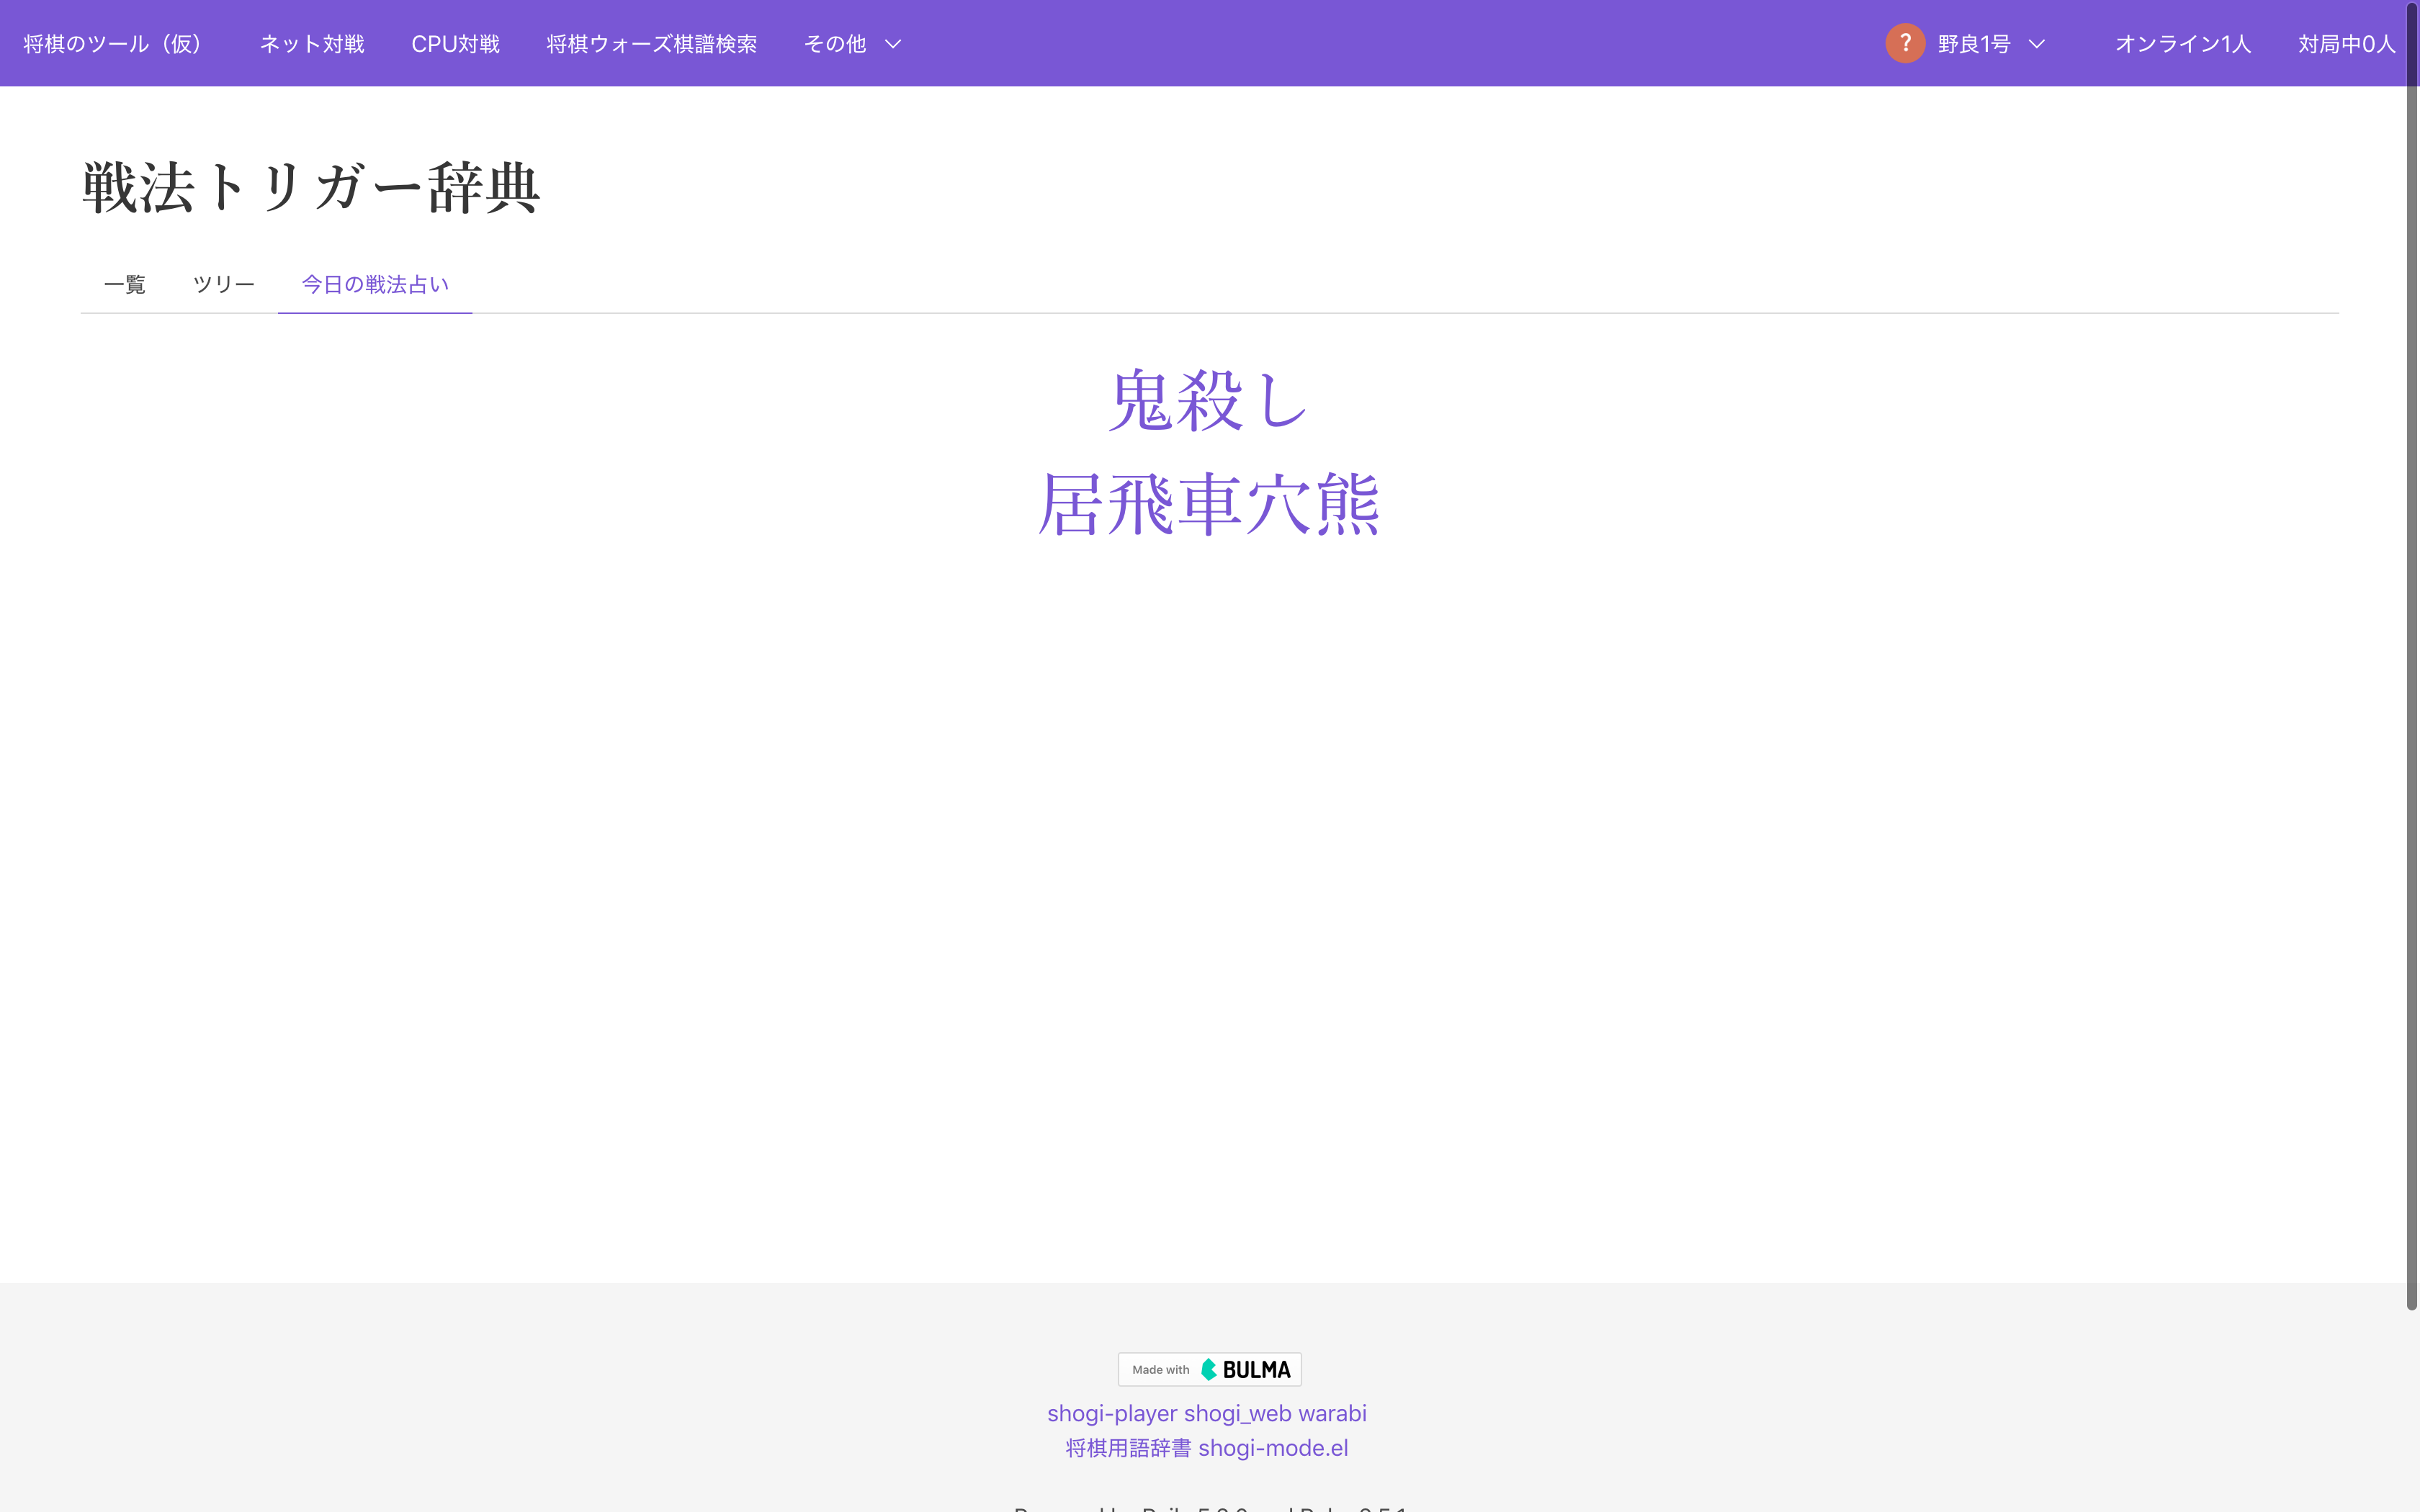 将棋のツール（仮） ネット対戦 CPU対戦 将棋ウォーズ棋譜検索 その他 ? 野良1号 オンライン1人 対局中0人
戦法トリガー辞典
一覧 ツリー 今日の戦法占い
鬼殺し
居飛車穴熊
Made with BULMA
shogi-player shogi_web warabi
将棋用語辞書 shogi-mode.el